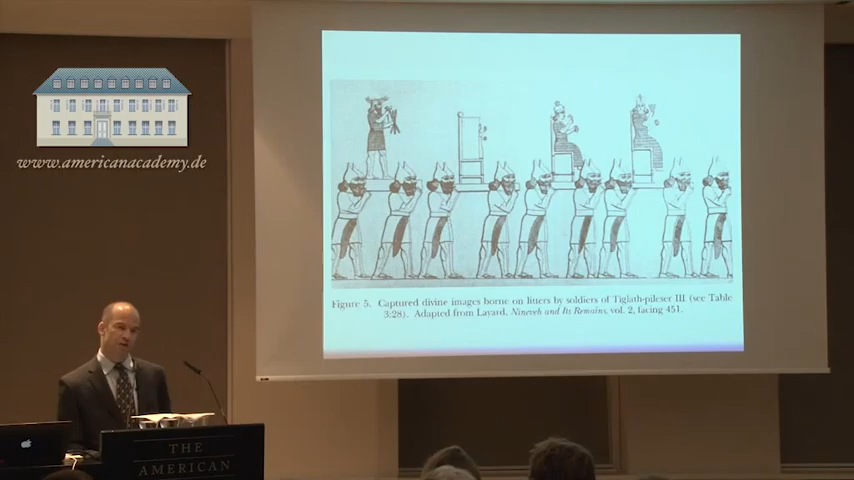 www.americanacademy.de
Figure 5. Captured divine images borne on litters by soldiers of Tiglath-pileser III (see Table
3:28). Adapted from Layard, Nineveh and Its Remains, vol. 2, facing 451.
THE
AMERICAN